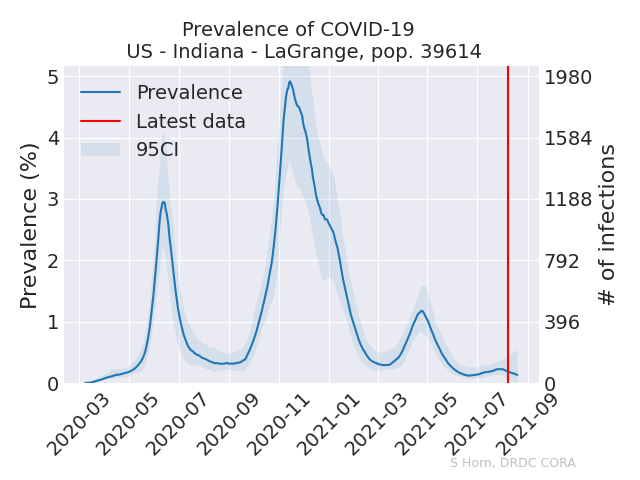 Prevalence of COVID-19
US - Indiana - LaGrange, pop. 39614
Prevalence
Latest data
95CI
Prevalence (%)
5
4
3
2
1
0
# of infections
1980
1584
1188
792
396
0
2020-03
2020-05
2020-07
2020-09
2020-11
2021-01
2021-03
2021-05
2021-07
2021-09
S Horn, DRDC CORA